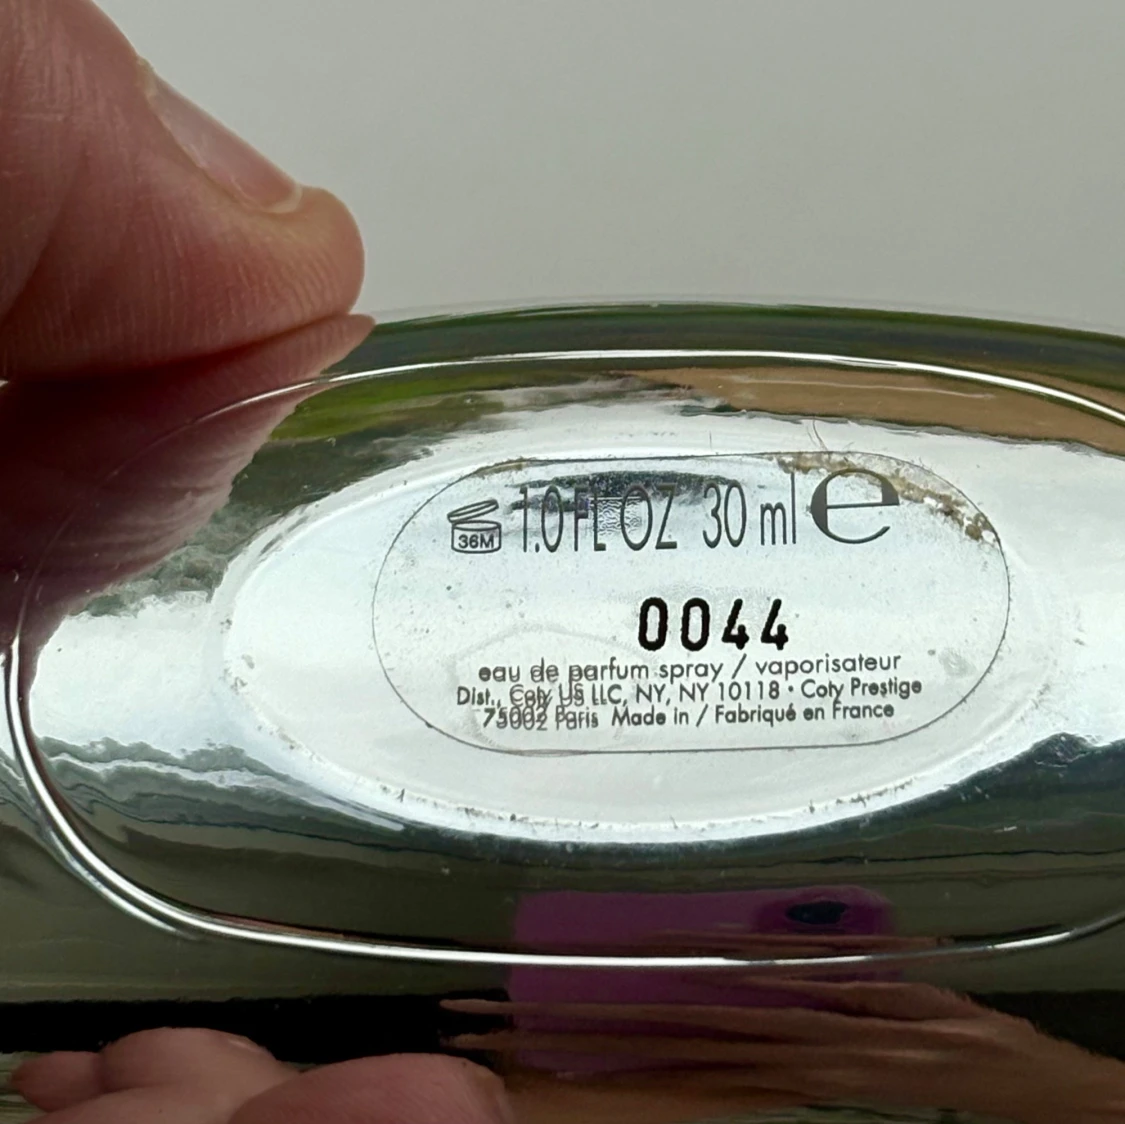 36M 1.0 FL OZ 30 ml e
0044
eau de parfum spray / vaporisateur
Dist., Coty US LLC, NY, NY 10118 • Coty Prestige
75002 Paris Made in / Fabriqué en France